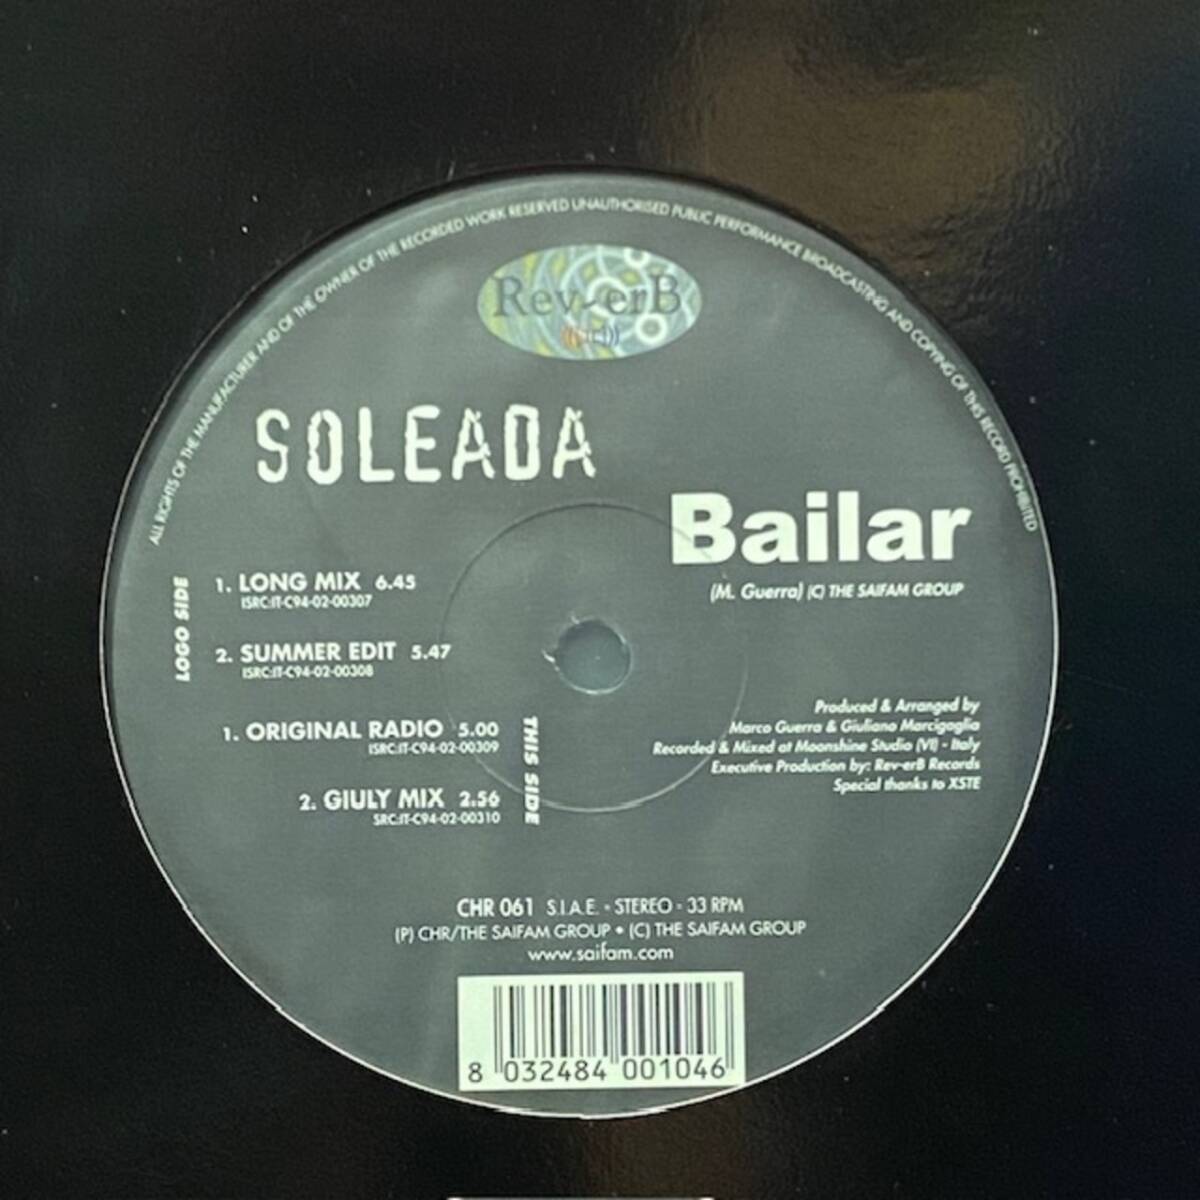 ALL RIGHTS OF THE MANUFACTURER AND OF THE OWNER OF THE RECORDED WORK RESERVED UNAUTHORISED PUBLIC PERFORMANCE BROADCASTING AND COPYING OF THIS RECORD PROHIBITED
Rev-erB
SOLEADA
Bailar
(M. Guerra) (C) THE SAIFAM GROUP
LOGO SIDE
1. LONG MIX 6.45
ISRC:IT-C94-02-00307
2. SUMMER EDIT 5.47
ISRC:IT-C94-02-00308
THIS SIDE
1. ORIGINAL RADIO 5.00
ISRC:IT-C94-02-00309
2. GIULY MIX 2.56
SRC:IT-C94-02-00310
Produced & Arranged by
Marco Guerra & Giuliano Marcigaglia
Recorded & Mixed at Moonshine Studio (VI) - Italy
Executive Production by: Rev-erB Records
Special thanks to XSTE
CHR 061 S.I.A.E. - STEREO - 33 RPM
(P) CHR/THE SAIFAM GROUP • (C) THE SAIFAM GROUP
www.saifam.com
8 032484 001046